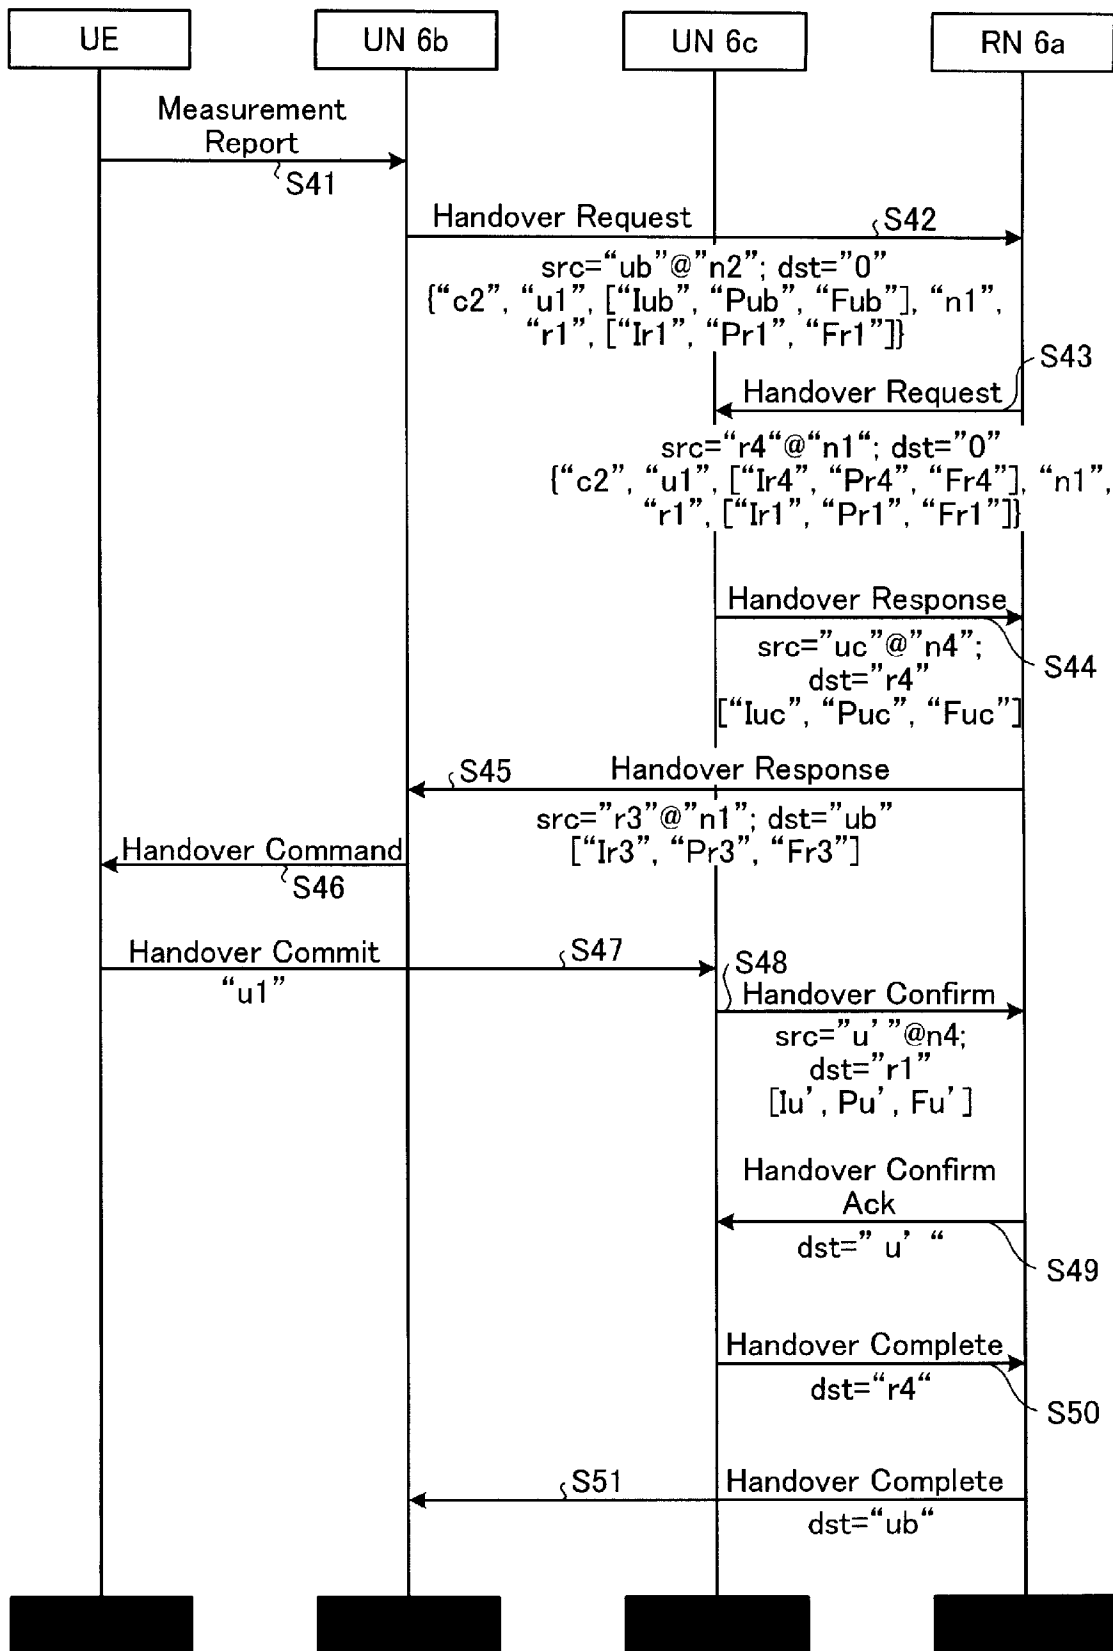 UE
UN 6b
UN 6c
RN 6a
Measurement
Report
S41
Handover Request
S42
src=“ub”@”n2”; dst=”0”
{“c2”, “u1”, [“Iub”, “Pub”, “Fub”], “n1”,
“r1”, [“Ir1”, “Pr1”, “Fr1”]}
S43
Handover Request
src=“r4“@“n1“; dst=”0”
{“c2”, “u1”, [“Ir4”, “Pr4”, “Fr4”], “n1”,
“r1”, [“Ir1”, “Pr1”, “Fr1”]}
Handover Response
S44
src=”uc”@”n4”;
dst=”r4”
[“Iuc”, “Puc”, “Fuc”]
S45
Handover Response
src=”r3”@”n1”; dst=”ub”
[“Ir3”, “Pr3”, “Fr3”]
Handover Command
S46
Handover Commit
S47
“u1”
S48
Handover Confirm
src=”u’ ”@n4;
dst=”r1”
[Iu’, Pu’, Fu’]
Handover Confirm
Ack
dst=” u’ “
S49
Handover Complete
dst=“r4“
S50
S51
Handover Complete
dst=“ub“